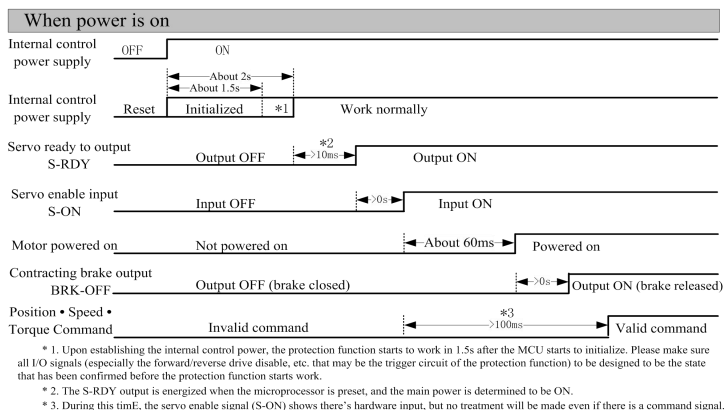 When power is on
Internal control
power supply
OFF
ON
About 2s
About 1.5s
Internal control
power supply
Reset
Initialized
*1
Work normally
Servo ready to output
S-RDY
Output OFF
*2
>10ms
Output ON
Servo enable input
S-ON
Input OFF
>0s
Input ON
Motor powered on
Not powered on
About 60ms
Powered on
Contracting brake output
BRK-OFF
Output OFF (brake closed)
>0s
Output ON (brake released)
Position • Speed •
Torque Command
Invalid command
*3
>100ms
Valid command
* 1. Upon establishing the internal control power, the protection function starts to work in 1.5s after the MCU starts to initialize. Please make sure
all I/O signals (especially the forward/reverse drive disable, etc. that may be the trigger circuit of the protection function) to be designed to be the state
that has been confirmed before the protection function starts work.
* 2. The S-RDY output is energized when the microprocessor is preset, and the main power is determined to be ON.
* 3. During this timE, the servo enable signal (S-ON) shows there's hardware input, but no treatment will be made even if there is a command signal.